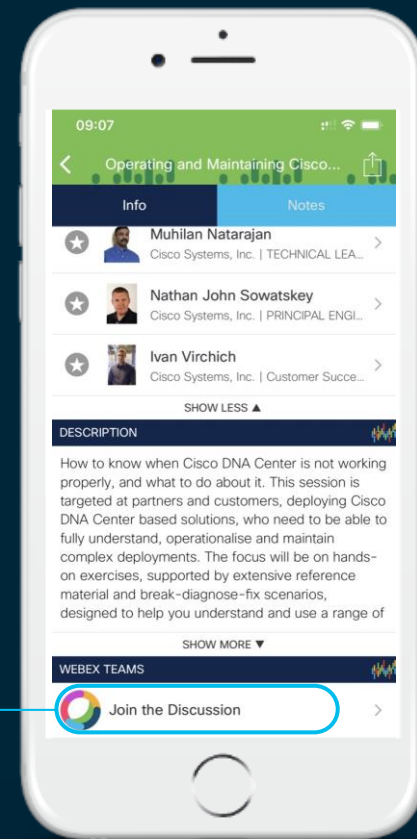 09:07
Operating and Maintaining Cisco...
Info
Notes
Muhilan Natarajan
Cisco Systems, Inc. | TECHNICAL LEA...
Nathan John Sowatskey
Cisco Systems, Inc. | PRINCIPAL ENGI...
Ivan Virchich
Cisco Systems, Inc. | Customer Succe...
SHOW LESS ▲
DESCRIPTION
How to know when Cisco DNA Center is not working
properly, and what to do about it. This session is
targeted at partners and customers, deploying Cisco
DNA Center based solutions, who need to be able to
fully understand, operationalise and maintain
complex deployments. The focus will be on hands-
on exercises, supported by extensive reference
material and break-diagnose-fix scenarios,
designed to help you understand and use a range of
SHOW MORE ▼
WEBEX TEAMS
Join the Discussion